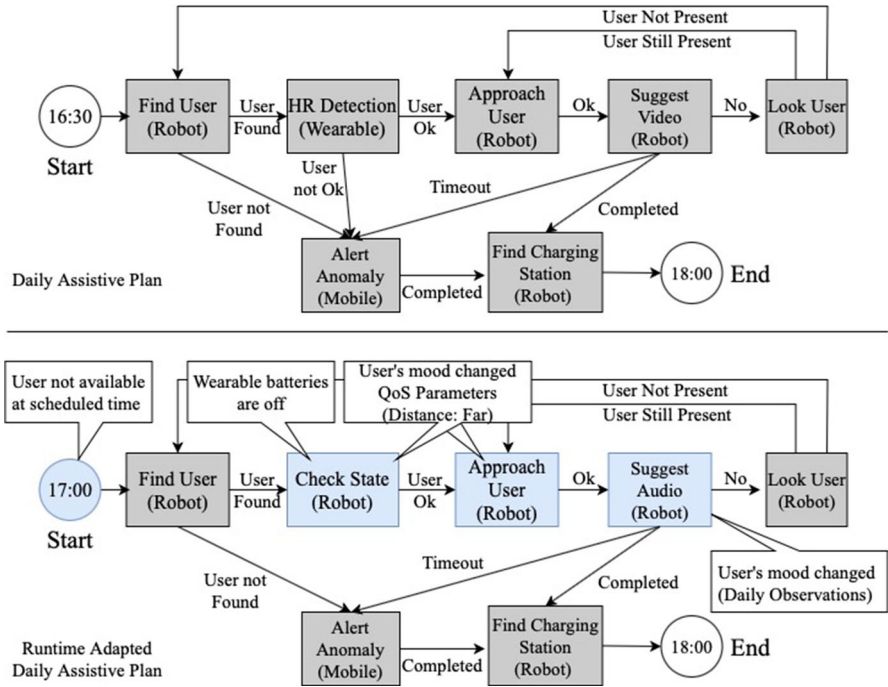 User Not Present
User Still Present
16:30
Find User
(Robot)
User
Found
HR Detection
(Wearable)
User
Ok
Approach
User
(Robot)
Ok
Suggest
Video
(Robot)
No
Look User
(Robot)
Start
User not
Found
User
not Ok
Timeout
Completed
Daily Assistive Plan
Alert
Anomaly
(Mobile)
Completed
Find Charging
Station
(Robot)
18:00
End
User not available
at scheduled time
Wearable batteries
are off
User's mood changed
QoS Parameters
(Distance: Far)
User Not Present
User Still Present
17:00
Find User
(Robot)
User
Found
Check State
(Robot)
User
Ok
Approach
User
(Robot)
Ok
Suggest
Audio
(Robot)
No
Look User
(Robot)
Start
User not
Found
Timeout
Completed
User's mood changed
(Daily Observations)
Runtime Adapted
Daily Assistive Plan
Alert
Anomaly
(Mobile)
Completed
Find Charging
Station
(Robot)
18:00
End